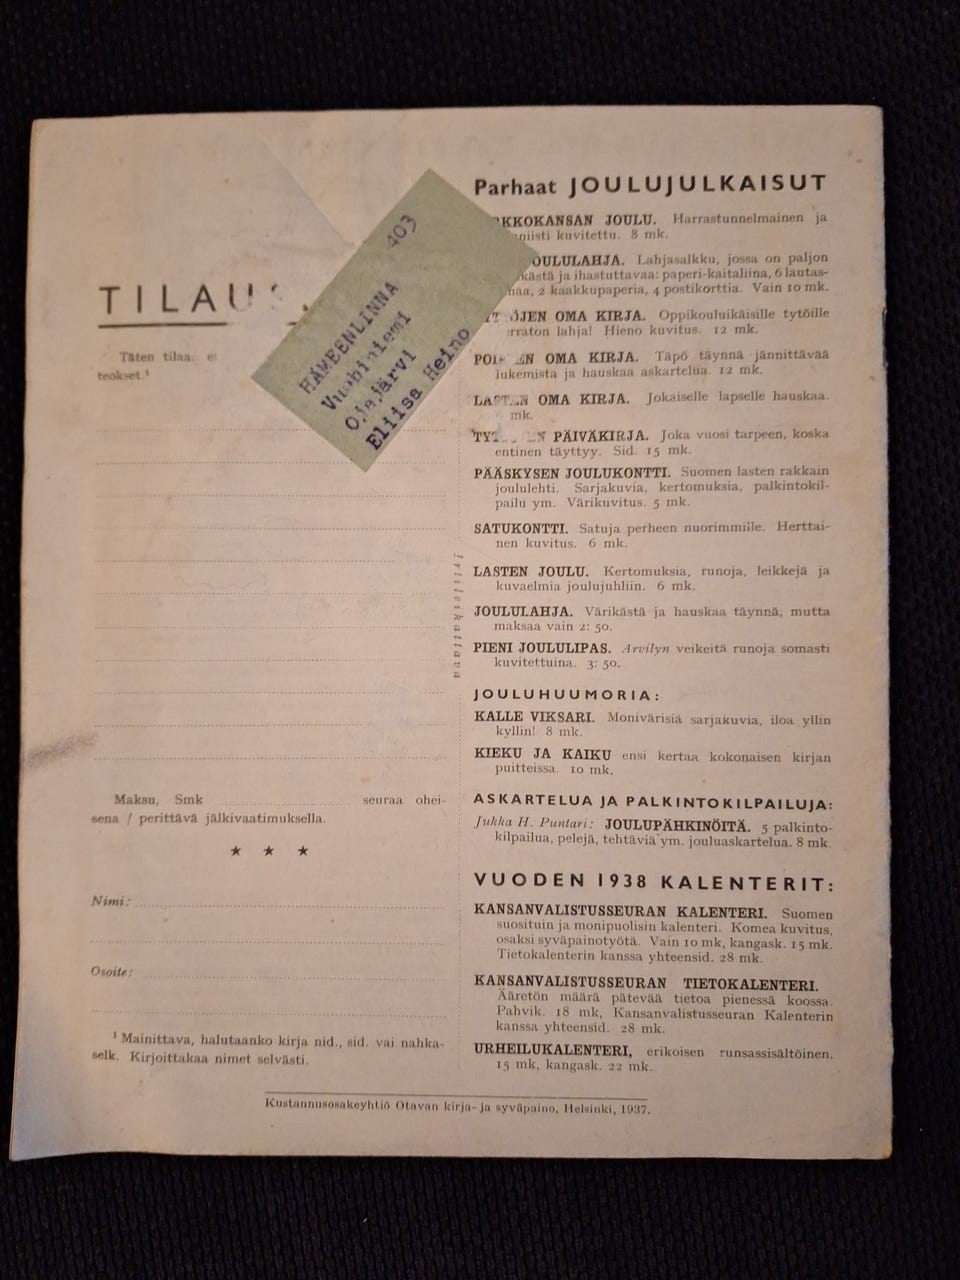 TILAUS
Täten tilaa
teokset ¹
Maksu, Smk seuraa ohei-
sena / perittävä jälkivaatimuksella.
★ ★ ★
Nimi:
Osoite:
¹ Mainittava, halutaanko kirja nid., sid. vai nahka-
selk. Kirjoittakaa nimet selvästi.
403
HÄMEENLINNA
Vuohiniemi
Ojajärvi
Eliisa Heino
Irtileikattava
Parhaat JOULUJULKAISUT
KKOKANSAN JOULU. Harrastunnelmainen ja
kuvitettu. 8 mk.
JOULULAHJA. Lahjasalkku, jossa on paljon
ja ihastuttavaa: paperi-kaitaliina, 6 lautas-
2 kaakkupaperia, 4 postikorttia. Vain 10 mk.
OMA KIRJA. Oppikouluikäisille tytöille
lahja! Hieno kuvitus. 12 mk.
OMA KIRJA. Täpö täynnä jännittävää
lukemista ja hauskaa askartelua. 12 mk.
OMA KIRJA. Jokaiselle lapselle hauskaa.
mk.
PÄIVÄKIRJA. Joka vuosi tarpeen, koska
entinen täyttyy. Sid. 15 mk.
PÄÄSKYSEN JOULUKONTTI. Suomen lasten rakkain
joululehti. Sarjakuvia, kertomuksia, palkintokil-
pailu ym. Värikuvitus. 5 mk.
SATUKONTTI. Satuja perheen nuorimmille. Herttai-
nen kuvitus. 6 mk.
LASTEN JOULU. Kertomuksia, runoja, leikkejä ja
kuvaelmia joulujuhliin. 6 mk.
JOULULAHJA. Värikästä ja hauskaa täynnä, mutta
maksaa vain 2: 50.
PIENI JOULULIPAS. Arvilyn veikeitä runoja somasti
kuvitettuina. 3: 50.
JOULUHUUMORIA:
KALLE VIKSARI. Monivärisiä sarjakuvia, iloa yllin
kyllin! 8 mk.
KIEKU JA KAIKU ensi kertaa kokonaisen kirjan
puitteissa. 10 mk.
ASKARTELUA JA PALKINTOKILPAILUJA:
Jukka H. Puntari: JOULUPÄHKINÖITÄ. 5 palkinto-
kilpailua, pelejä, tehtäviä ym. jouluaskartelua. 8 mk.
VUODEN 1938 KALENTERIT:
KANSANVALISTUSSEURAN KALENTERI. Suomen
suosituin ja monipuolisin kalenteri. Komea kuvitus,
osaksi syväpainotyötä. Vain 10 mk, kangask. 15 mk.
Tietokalenterin kanssa yhteensid. 28 mk.
KANSANVALISTUSSEURAN TIETOKALENTERI.
Ääretön määrä pätevää tietoa pienessä koossa.
Pahvik. 18 mk, Kansanvalistusseuran Kalenterin
kanssa yhteensid. 28 mk.
URHEILUKALENTERI, erikoisen runsassisältöinen.
15 mk, kangask. 22 mk.
Kustannusosakeyhtiö Otavan kirja- ja syväpaino, Helsinki, 1937.